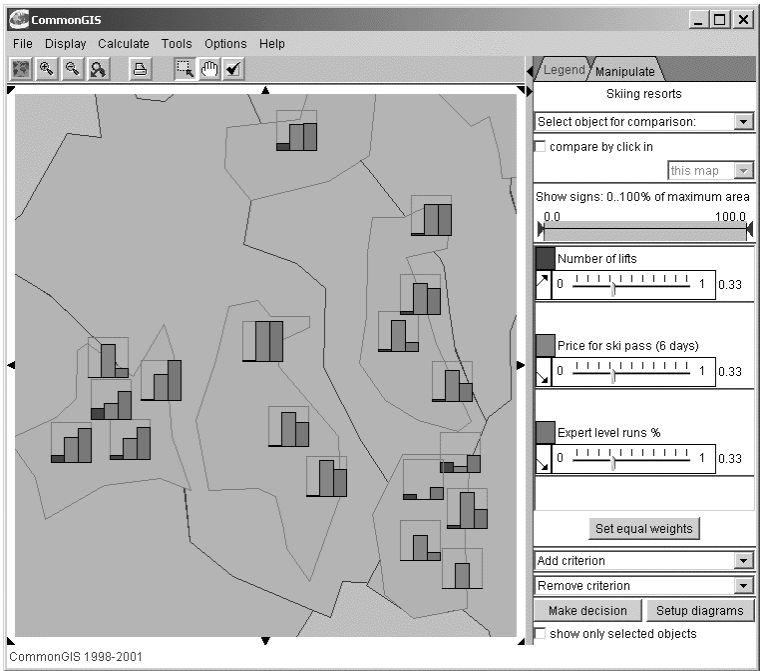 CommonGIS
File Display Calculate Tools Options Help
Legend Manipulate
Skiing resorts
Select object for comparison:
compare by click in
this map
Show signs: 0..100% of maximum area
0.0 100.0
Number of lifts
0 1 0.33
Price for ski pass (6 days)
0 1 0.33
Expert level runs %
0 1 0.33
Set equal weights
Add criterion
Remove criterion
Make decision Setup diagrams
show only selected objects
CommonGIS 1998-2001